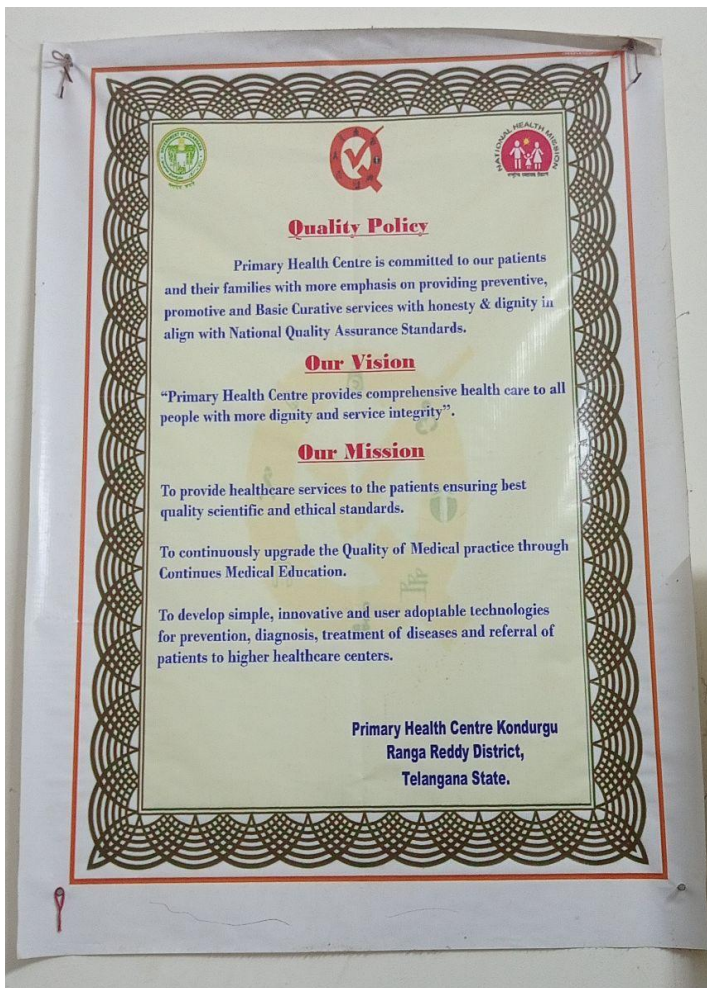 NATIONAL HEALTH MISSION
Quality Policy
Primary Health Centre is committed to our patients
and their families with more emphasis on providing preventive,
promotive and Basic Curative services with honesty & dignity in
align with National Quality Assurance Standards.
Our Vision
“Primary Health Centre provides comprehensive health care to all
people with more dignity and service integrity”.
Our Mission
To provide healthcare services to the patients ensuring best
quality scientific and ethical standards.
To continuously upgrade the Quality of Medical practice through
Continues Medical Education.
To develop simple, innovative and user adoptable technologies
for prevention, diagnosis, treatment of diseases and referral of
patients to higher healthcare centers.
Primary Health Centre Kondurgu
Ranga Reddy District,
Telangana State.